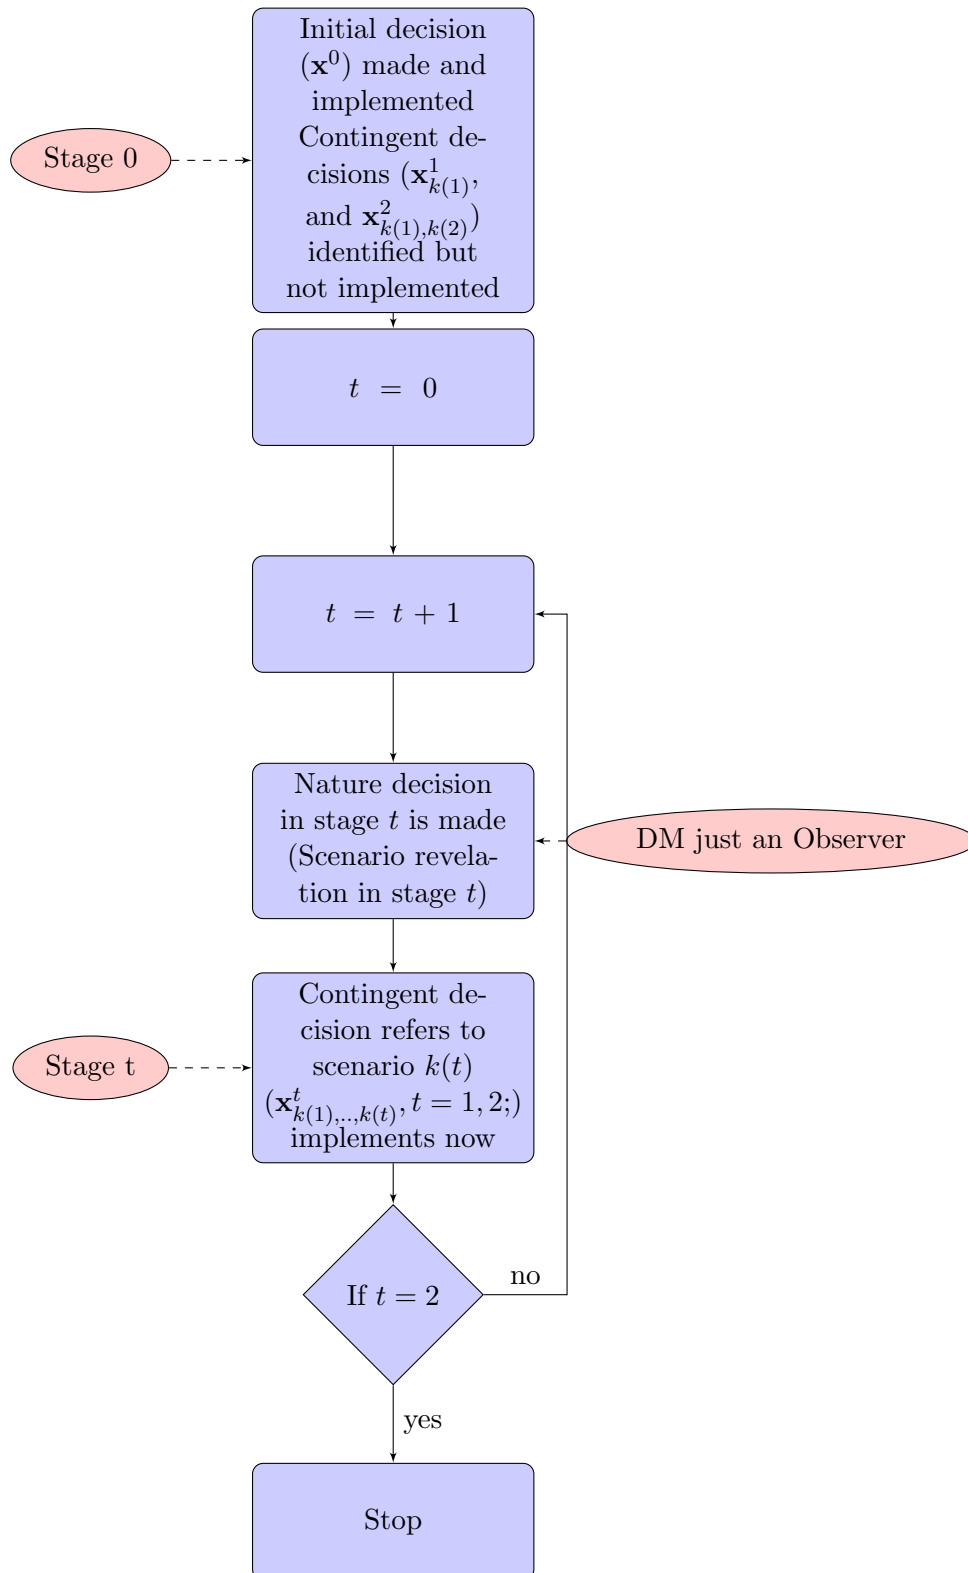 Initial decision
(x^0) made and
implemented
Contingent de-
cisions (x^1_{k(1)},
and x^2_{k(1),k(2)})
identified but
not implemented
Stage 0
t = 0
t = t + 1
Nature decision
in stage t is made
(Scenario revela-
tion in stage t)
DM just an Observer
Contingent de-
cision refers to
scenario k(t)
(x^t_{k(1),..,k(t)}, t = 1, 2;)
implements now
Stage t
If t = 2
no
yes
Stop